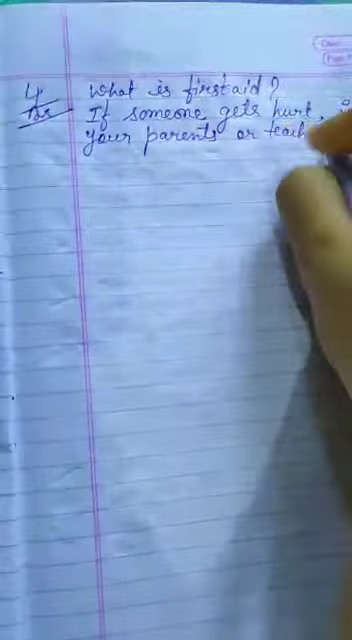 4 What is first aid?
Ans If someone gets hurt,
your parents or teach